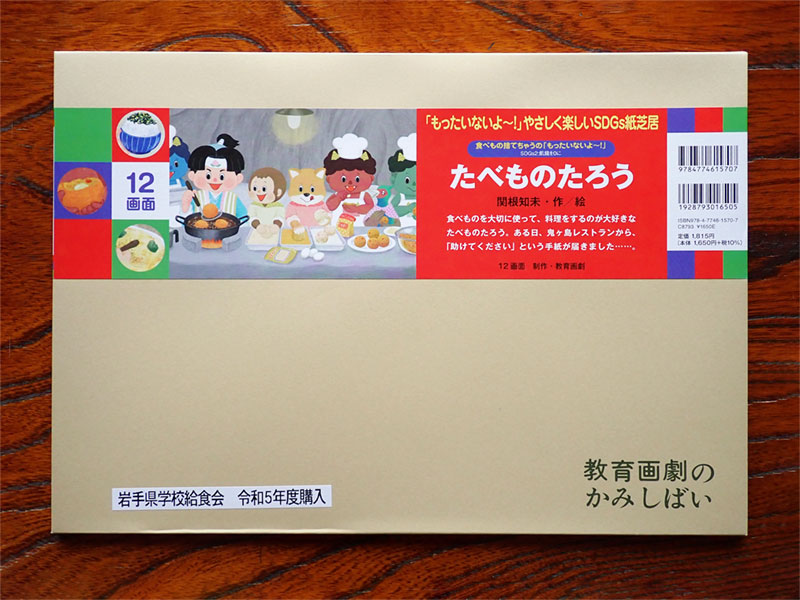 12
画面
「もったいないよ〜!」やさしく楽しいSDGs紙芝居
食べもの捨てちゃうの「もったいないよ〜!」
SDGs2・飢餓を0に
たべものたろう
関根知未・作/絵
食べものを大切に使って、料理をするのが大好きな
たべものたろう。ある日、鬼ヶ島レストランから、
「助けてください」という手紙が届きました……。
12画面 制作・教育画劇
9784774615707
1928793016505
ISBN978-4-7746-1570-7
C8793 ¥1650E
定価 1,815円
(本体 1,650円+税10%)
教育画劇の
かみしばい
岩手県学校給食会 令和5年度購入